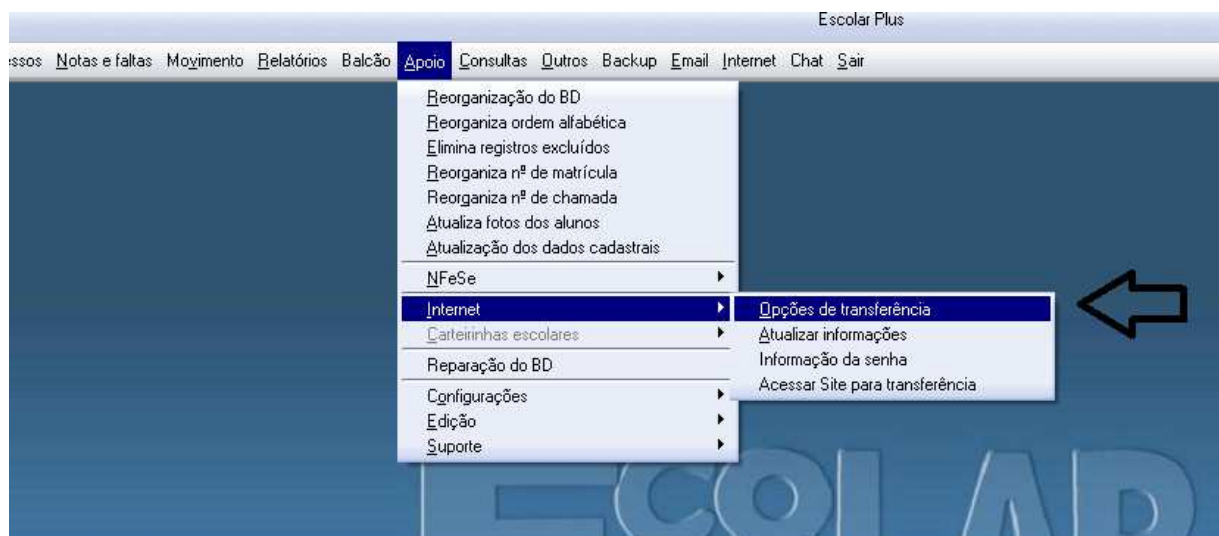 Escolar Plus
essos Notas e faltas Movimento Relatórios Balcão Apoio Consultas Outros Backup Email Internet Chat Sair
Reorganização do BD
Reorganiza ordem alfabética
Elimina registros excluídos
Reorganiza nº de matrícula
Reorganiza nº de chamada
Atualiza fotos dos alunos
Atualização dos dados cadastrais
NFeSe
Internet
Carteirinhas escolares
Reparação do BD
Configurações
Edição
Suporte
Opções de transferência
Atualizar informações
Informação da senha
Acessar Site para transferência
ECOLAR